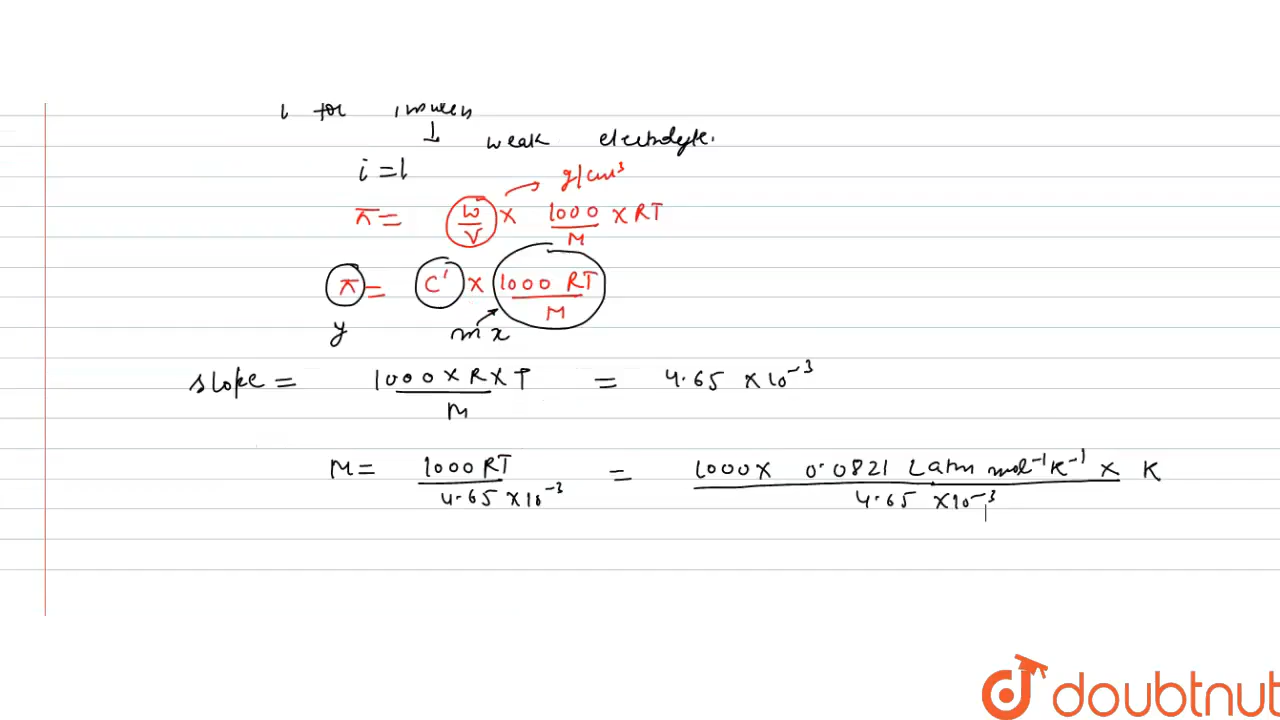 for
weak electrolyte.
i = 1
g/cm³
π = w/V × 1000/M × RT
π = C' × 1000 RT/M
y m x
slope = 1000 × R × T/M = 4.65 × 10⁻³
M = 1000 RT/4.65 × 10⁻³ = 1000 × 0.0821 L atm mol⁻¹ K⁻¹ × K/4.65 × 10⁻³
doubtnut